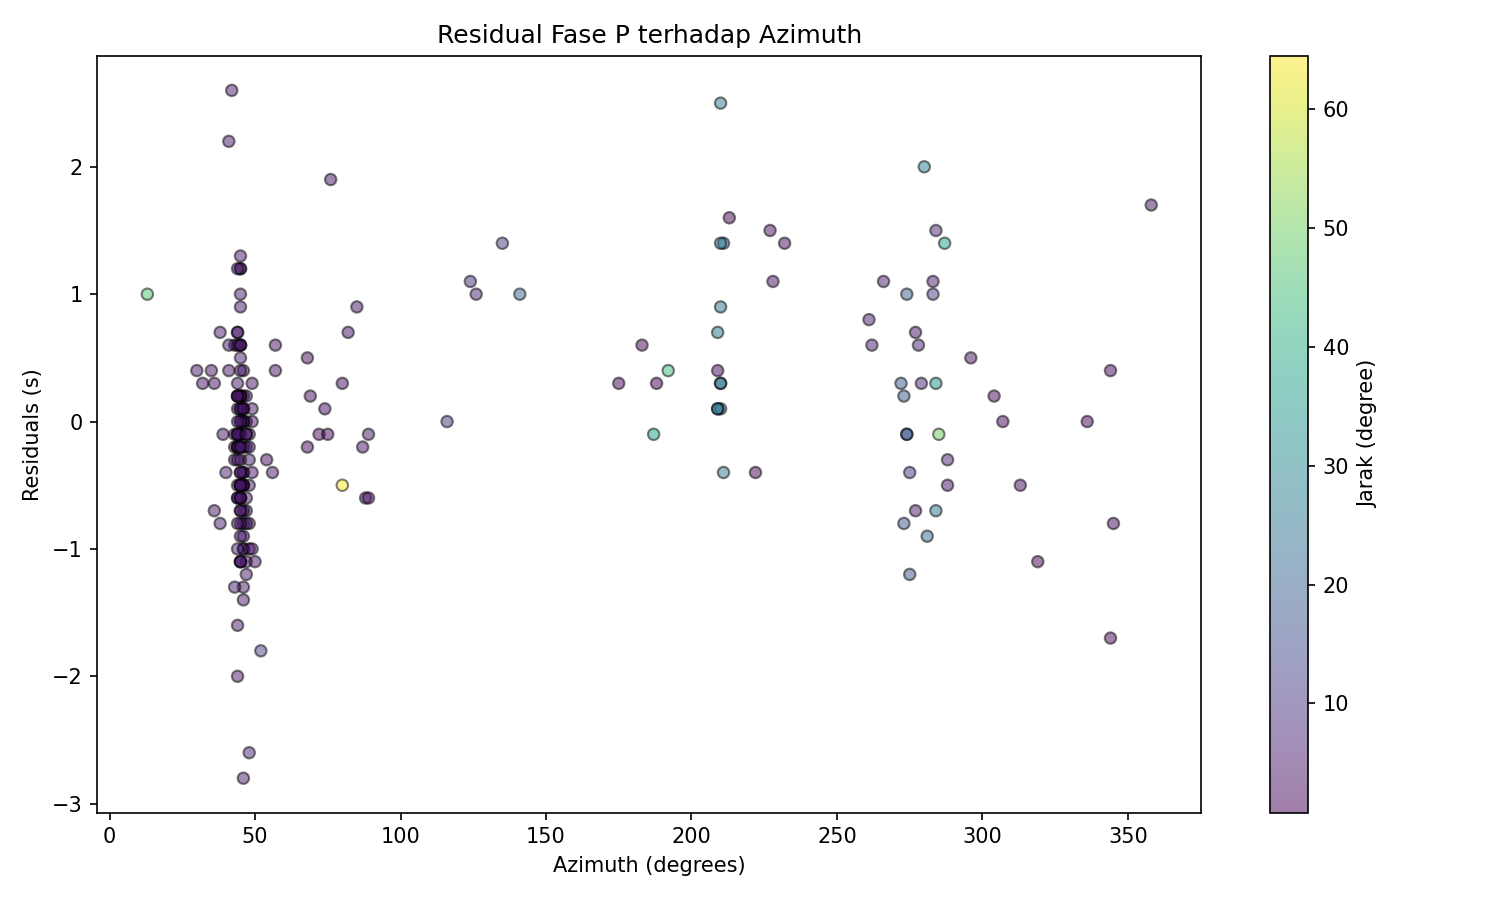 Residual Fase P terhadap Azimuth
Residuals (s)
2
1
0
−1
−2
−3
0 50 100 150 200 250 300 350
Azimuth (degrees)
60
50
40
30
20
10
Jarak (degree)